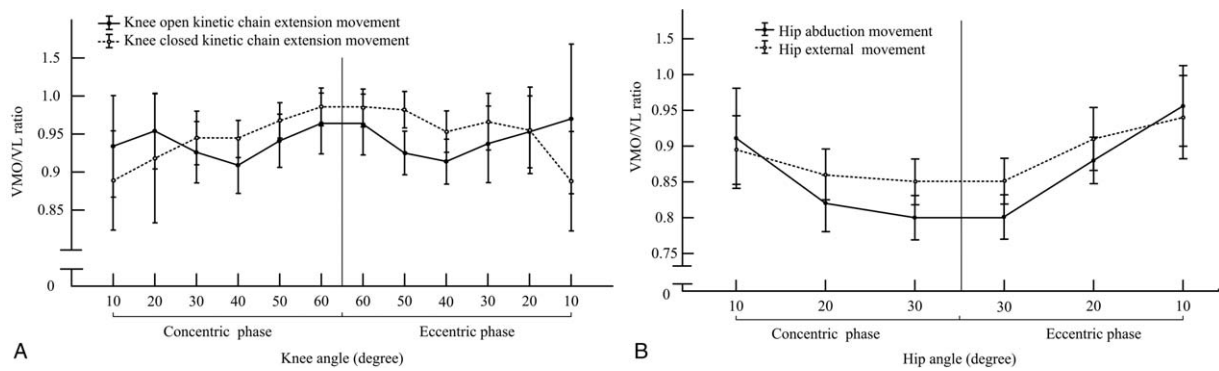 Knee open kinetic chain extension movement
Knee closed kinetic chain extension movement
VMO/VL ratio
1.5
1.0
0.95
0.9
0.85
0
10 20 30 40 50 60 60 50 40 30 20 10
Concentric phase Eccentric phase
Knee angle (degree)
A
Hip abduction movement
Hip external movement
VMO/VL ratio
1.5
1.0
0.95
0.90
0.85
0.8
0.75
0
10 20 30 30 20 10
Concentric phase Eccentric phase
Hip angle (degree)
B